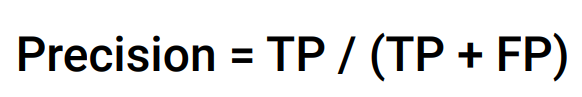 Precision = TP / (TP + FP)